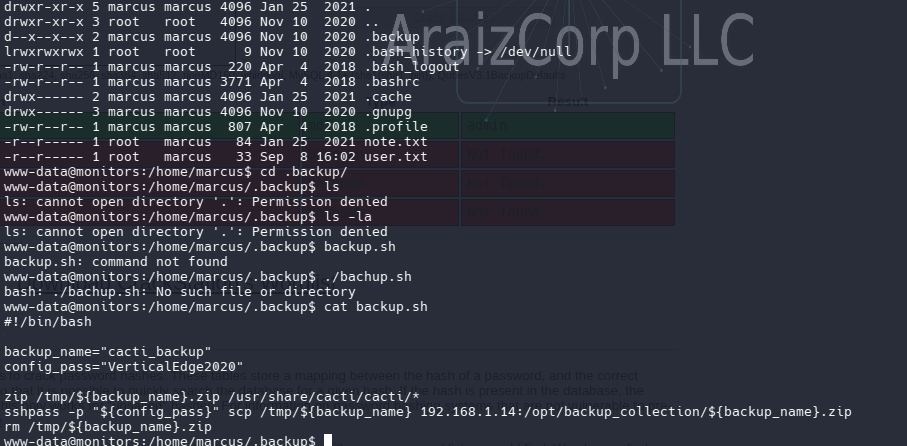 drwxr-xr-x 5 marcus marcus 4096 Jan 25  2021 .
drwxr-xr-x 3 root   root   4096 Nov 10  2020 ..
d--x--x--x 2 marcus marcus 4096 Nov 10  2020 .backup
lrwxrwxrwx 1 root   root      9 Nov 10  2020 .bash_history -> /dev/null
-rw-r--r-- 1 marcus marcus  220 Apr  4  2018 .bash_logout
-rw-r--r-- 1 marcus marcus 3771 Apr  4  2018 .bashrc
drwx------ 2 marcus marcus 4096 Jan 25  2021 .cache
drwx------ 3 marcus marcus 4096 Nov 10  2020 .gnupg
-rw-r--r-- 1 marcus marcus  807 Apr  4  2018 .profile
-r--r----- 1 root   marcus   84 Jan 25  2021 note.txt
-r--r----- 1 root   marcus   33 Sep  8 16:02 user.txt
www-data@monitors:/home/marcus$ cd .backup/
www-data@monitors:/home/marcus/.backup$ ls
ls: cannot open directory '.': Permission denied
www-data@monitors:/home/marcus/.backup$ ls -la
ls: cannot open directory '.': Permission denied
www-data@monitors:/home/marcus/.backup$ backup.sh
backup.sh: command not found
www-data@monitors:/home/marcus/.backup$ ./bachup.sh
bash: ./bachup.sh: No such file or directory
www-data@monitors:/home/marcus/.backup$ cat backup.sh
#!/bin/bash
backup_name="cacti_backup"
config_pass="VerticalEdge2020"
zip /tmp/${backup_name}.zip /usr/share/cacti/cacti/*
sshpass -p "${config_pass}" scp /tmp/${backup_name} 192.168.1.14:/opt/backup_collection/${backup_name}.zip
rm /tmp/${backup_name}.zip
www-data@monitors:/home/marcus/.backup$
AraizCorp LLC
Result